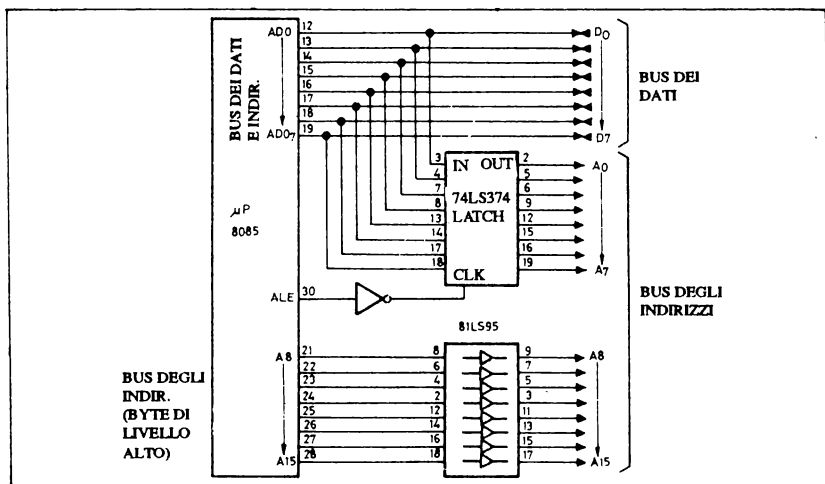 BUS DEI DATI
E INDIR.
AD0
AD07
12
13
14
15
16
17
18
19
D0
D7
BUS DEI
DATI
μP
8085
3
4
7
8
13
14
17
18
IN OUT
74LS374
LATCH
CLK
2
5
6
9
12
15
16
19
A0
A7
ALE
30
BUS DEGLI
INDIRIZZI
81LS95
BUS DEGLI
INDIR.
(BYTE DI
LIVELLO
ALTO)
A8
A15
21
22
23
24
25
26
27
28
8
6
4
2
12
14
16
18
9
7
5
3
11
13
15
17
A8
A15